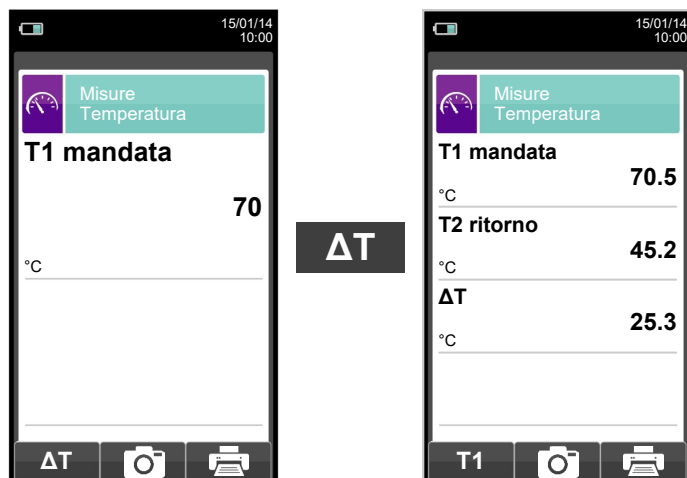 15/01/14
10:00
Misure
Temperatura
T1 mandata
70
°C
ΔT
ΔT
15/01/14
10:00
Misure
Temperatura
T1 mandata
70.5
°C
T2 ritorno
45.2
°C
ΔT
25.3
°C
T1